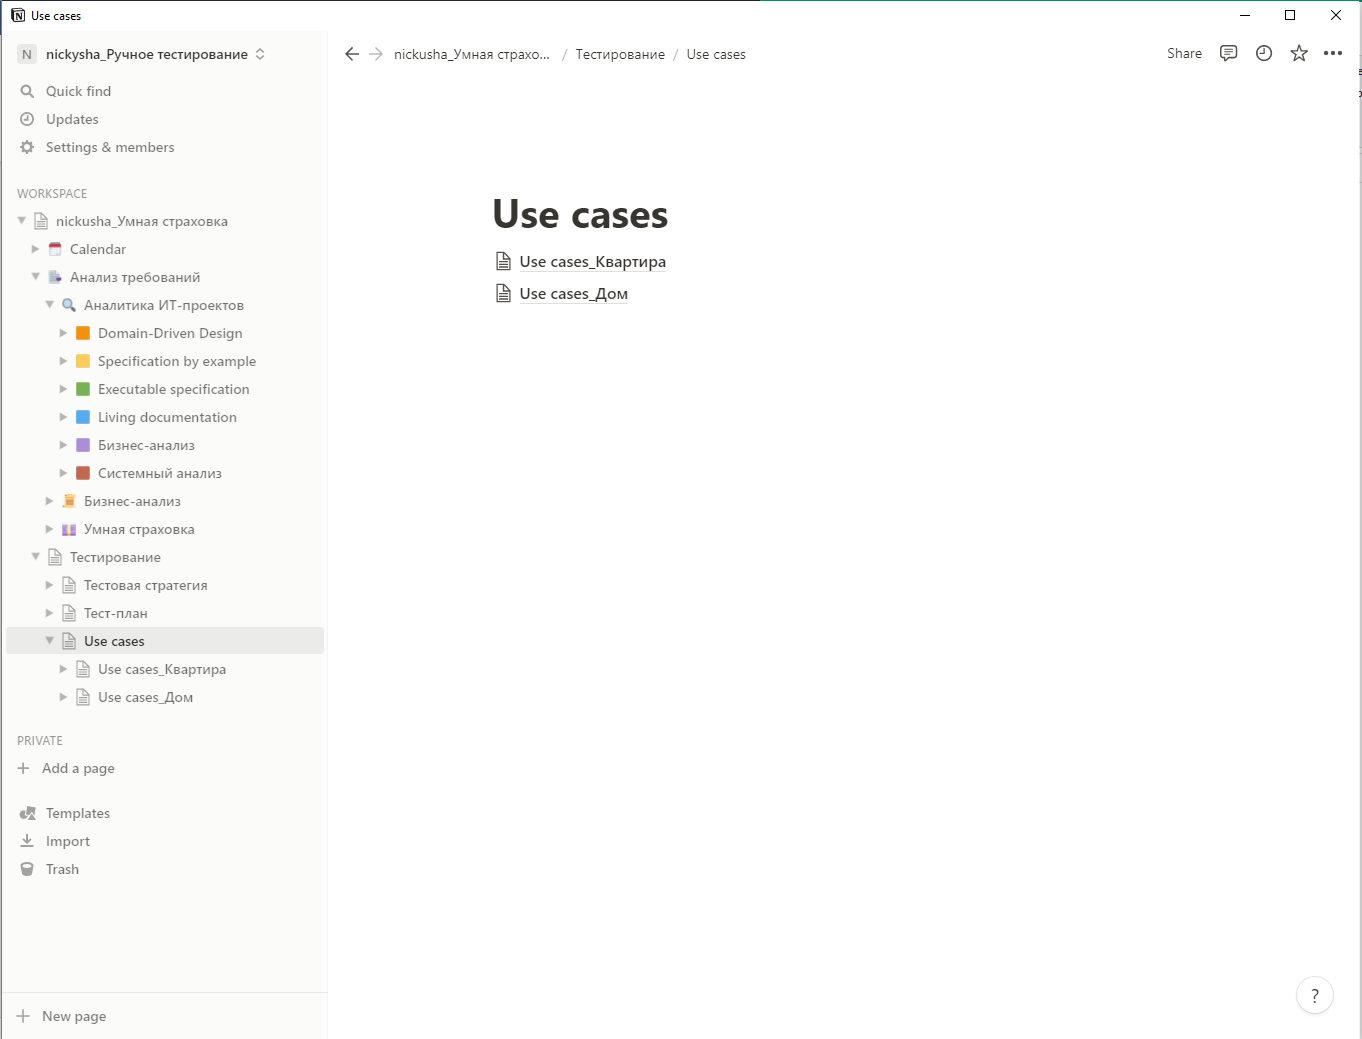 Use cases
N
nickysha_Ручное тестирование
Quick find
Updates
Settings & members
WORKSPACE
nickusha_Умная страховка
Calendar
Анализ требований
Аналитика ИТ-проектов
Domain-Driven Design
Specification by example
Executable specification
Living documentation
Бизнес-анализ
Системный анализ
Бизнес-анализ
Умная страховка
Тестирование
Тестовая стратегия
Тест-план
Use cases
Use cases_Квартира
Use cases_Дом
PRIVATE
Add a page
Templates
Import
Trash
New page
nickusha_Умная страхо... / Тестирование / Use cases
Share
Use cases
Use cases_Квартира
Use cases_Дом
?